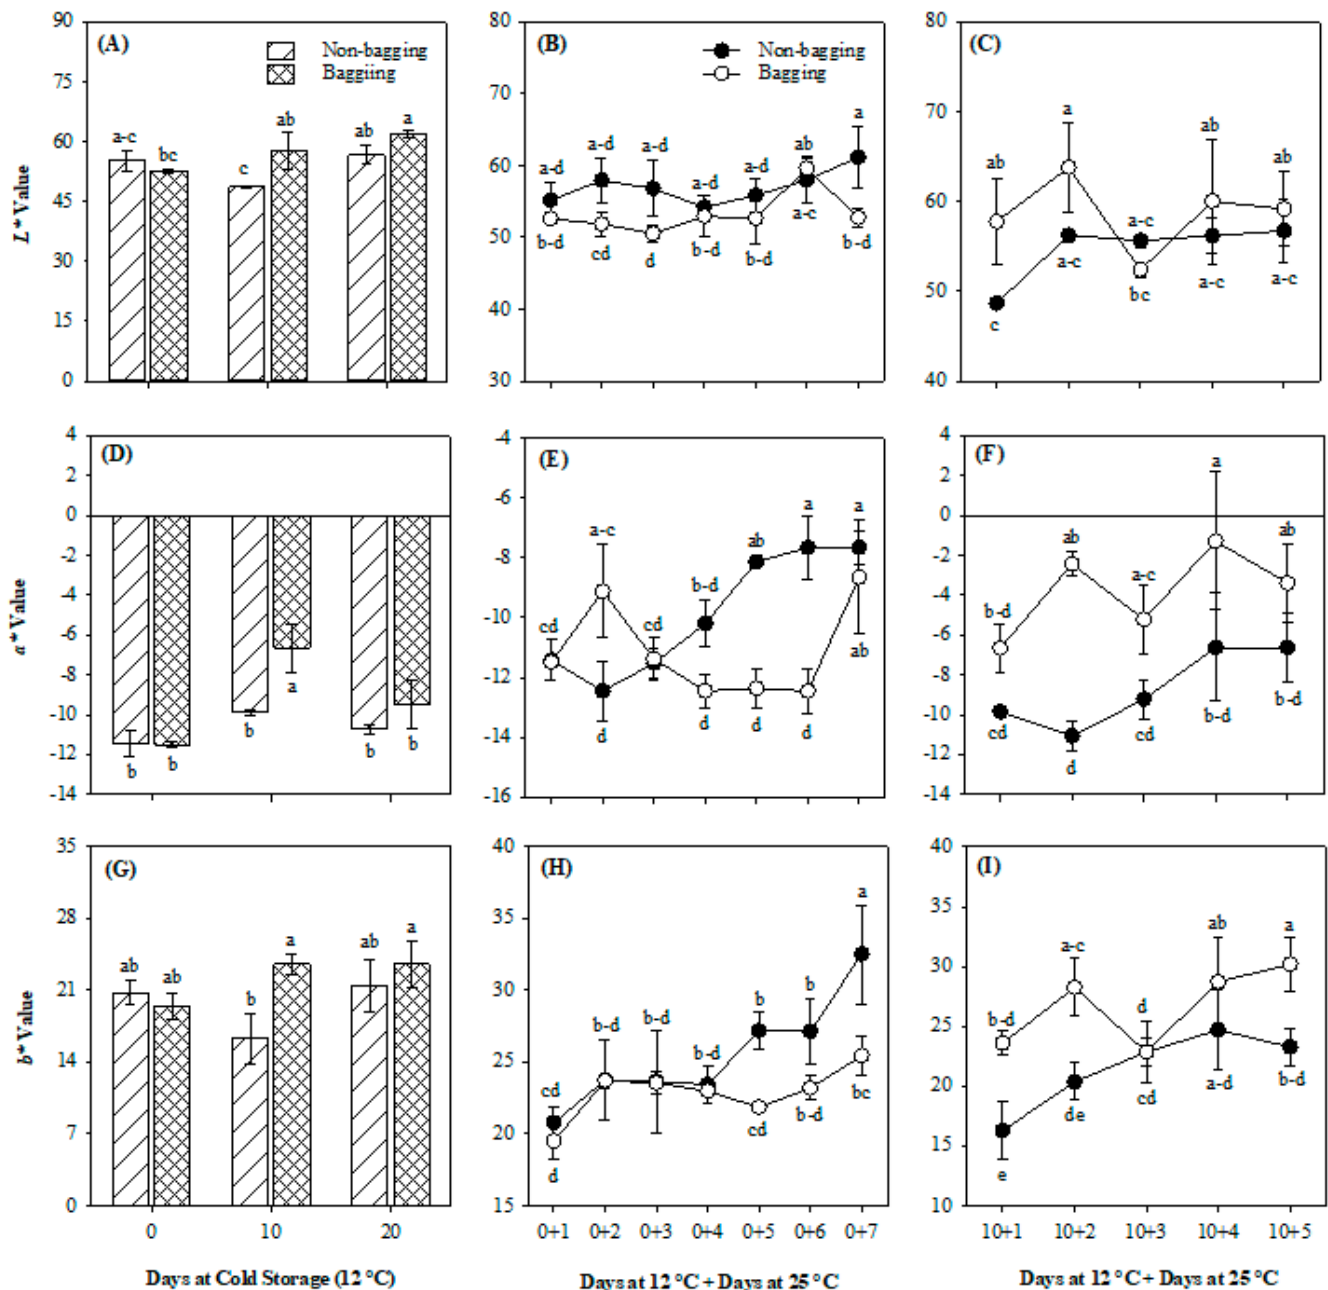 (A)
Non-bagging
Baggiing
L* Value
90
75
60
45
30
15
0
a-c
bc
c
ab
ab
a
(B)
Non-bagging
Bagging
80
70
60
50
40
30
a-d
a-d
a-d
a-d
a-d
ab
a
b-d
cd
d
b-d
b-d
a-c
b-d
(C)
80
70
60
50
40
ab
a
a-c
ab
ab
c
a-c
bc
a-c
a-c
(D)
a* Value
4
2
0
-2
-4
-6
-8
-10
-12
-14
b
b
b
a
b
b
(E)
-4
-6
-8
-10
-12
-14
-16
cd
a-c
cd
b-d
ab
a
a
d
d
d
d
ab
(F)
4
2
0
-2
-4
-6
-8
-10
-12
-14
b-d
ab
a-c
a
ab
cd
d
cd
b-d
b-d
(G)
b* Value
35
28
21
14
7
0
ab
ab
b
a
ab
a
0
10
20
Days at Cold Storage (12 °C)
(H)
40
35
30
25
20
15
cd
b-d
b-d
b-d
b
b
a
d
cd
b-d
bc
0+1
0+2
0+3
0+4
0+5
0+6
0+7
Days at 12 °C + Days at 25 °C
(I)
40
35
30
25
20
15
10
b-d
a-c
d
ab
a
e
de
cd
a-d
b-d
10+1
10+2
10+3
10+4
10+5
Days at 12 °C + Days at 25 °C